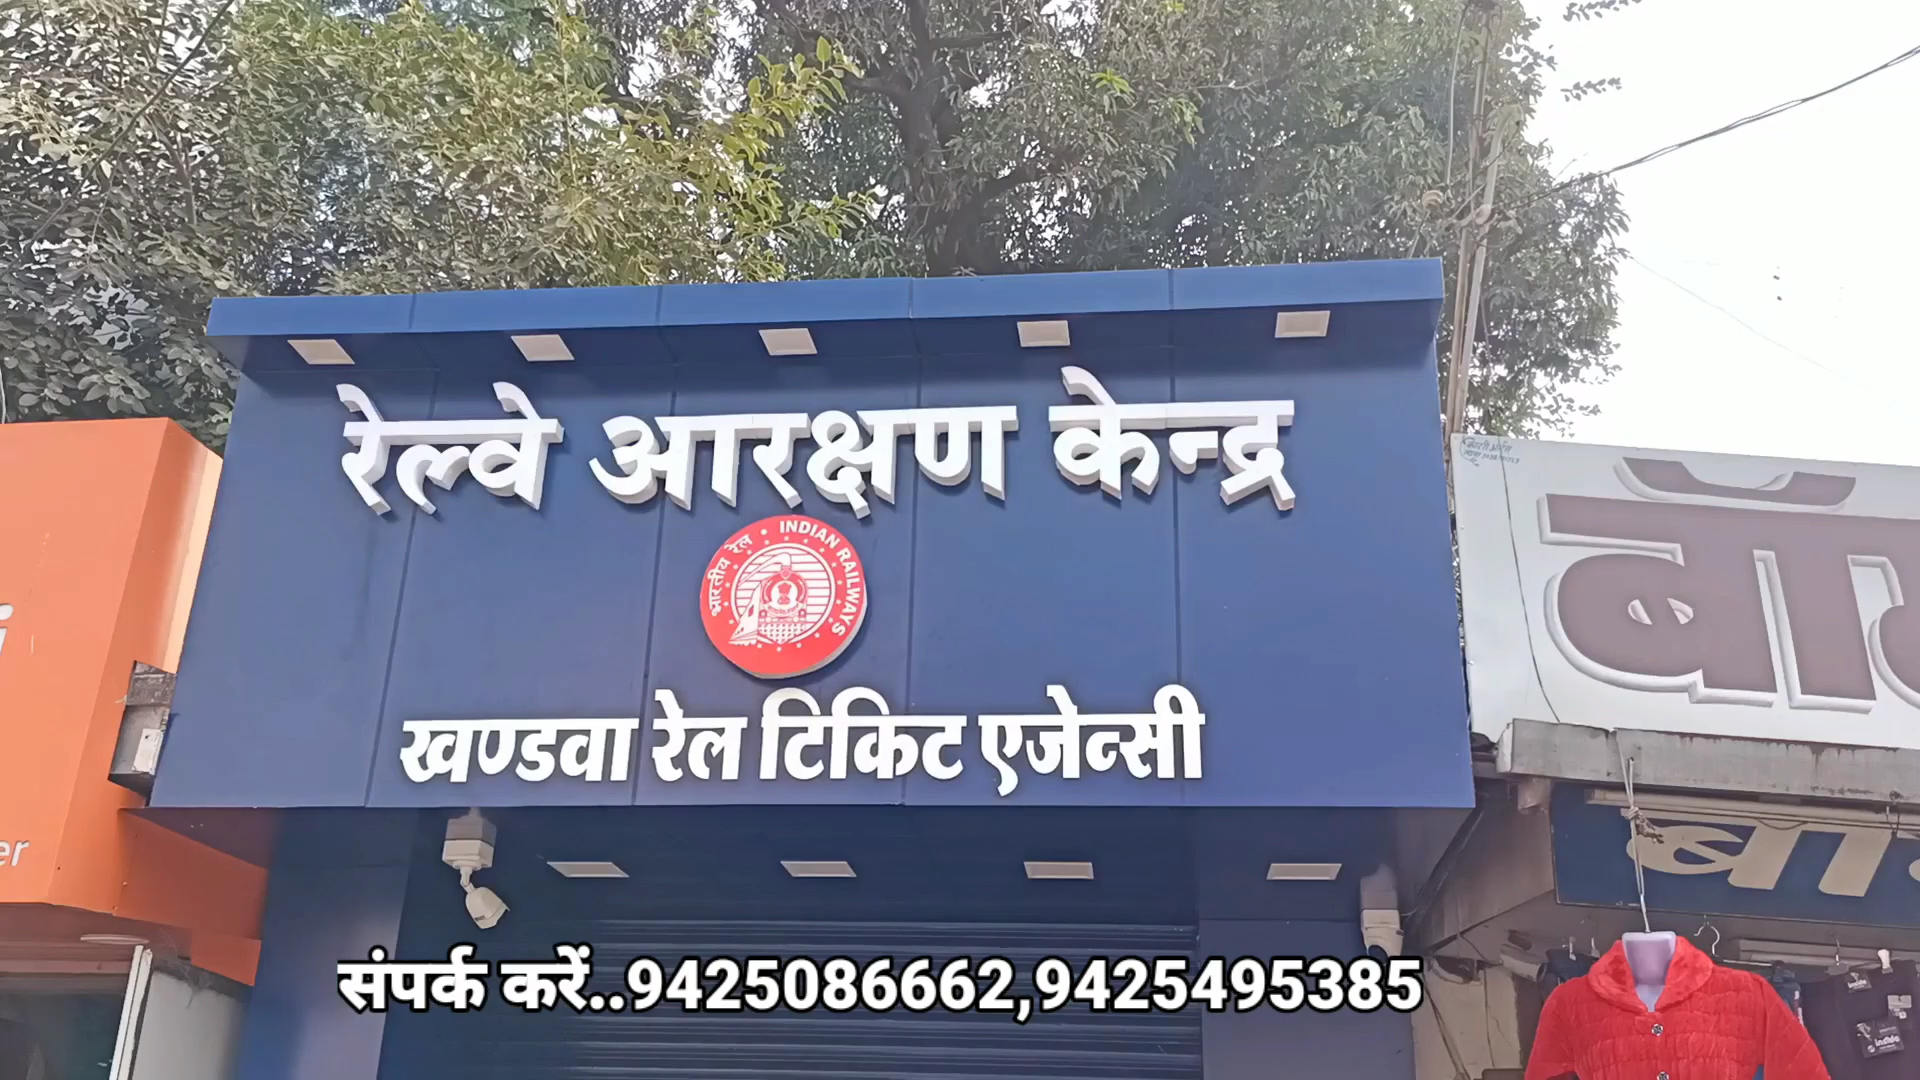 रेल्वे आरक्षण केन्द्र
भारतीय रेल • INDIAN RAILWAYS
खण्डवा रेल टिकिट एजेन्सी
संपर्क करें..9425086662,9425495385